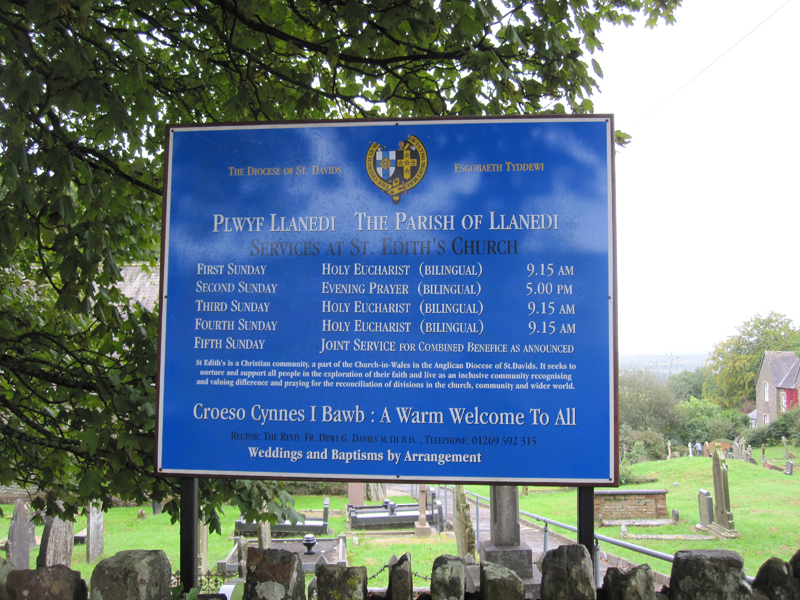 The Diocese of St. Davids Esgobaeth Tyddewi
Plwyf Llanedi The Parish of Llanedi
Services at St. Edith's Church
First Sunday Holy Eucharist (bilingual) 9.15 am
Second Sunday Evening Prayer (bilingual) 5.00 pm
Third Sunday Holy Eucharist (bilingual) 9.15 am
Fourth Sunday Holy Eucharist (bilingual) 9.15 am
Fifth Sunday Joint Service for Combined Benefice as announced
St Edith's is a Christian community, a part of the Church-in-Wales in the Anglican Diocese of St.Davids. It seeks to
nurture and support all people in the exploration of their faith and live as an inclusive community recognising
and valuing difference and praying for the reconciliation of divisions in the church, community and wider world.
Croeso Cynnes I Bawb : A Warm Welcome To All
Rector: The Revd. Fr. Dewi G. Davies m.th.b d. , Telephone. 01269 592 315
Weddings and Baptisms by Arrangement